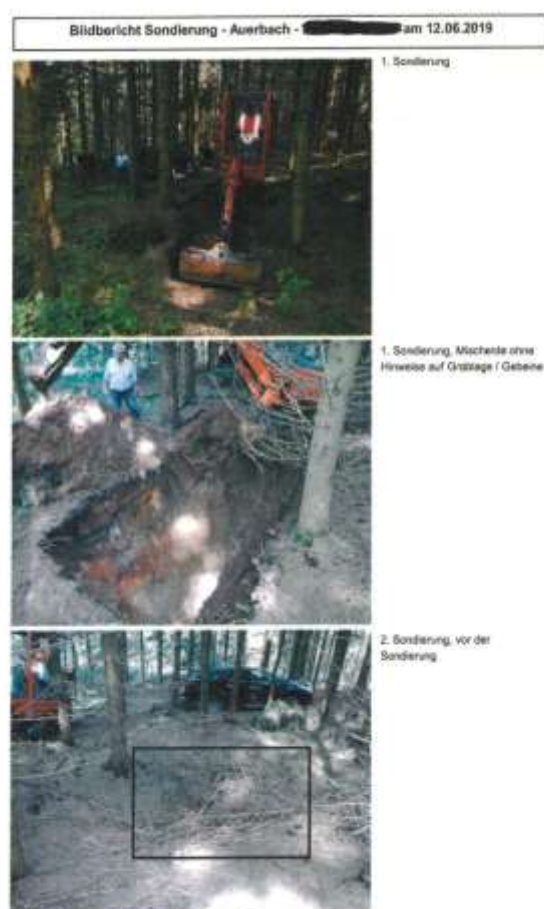 Bildbericht Sondierung - Auerbach - am 12.06.2019
1. Sondierung
1. Sondierung, Mischerde ohne
Hinweise auf Grablage / Gebeine
2. Sondierung, vor der
Sondierung